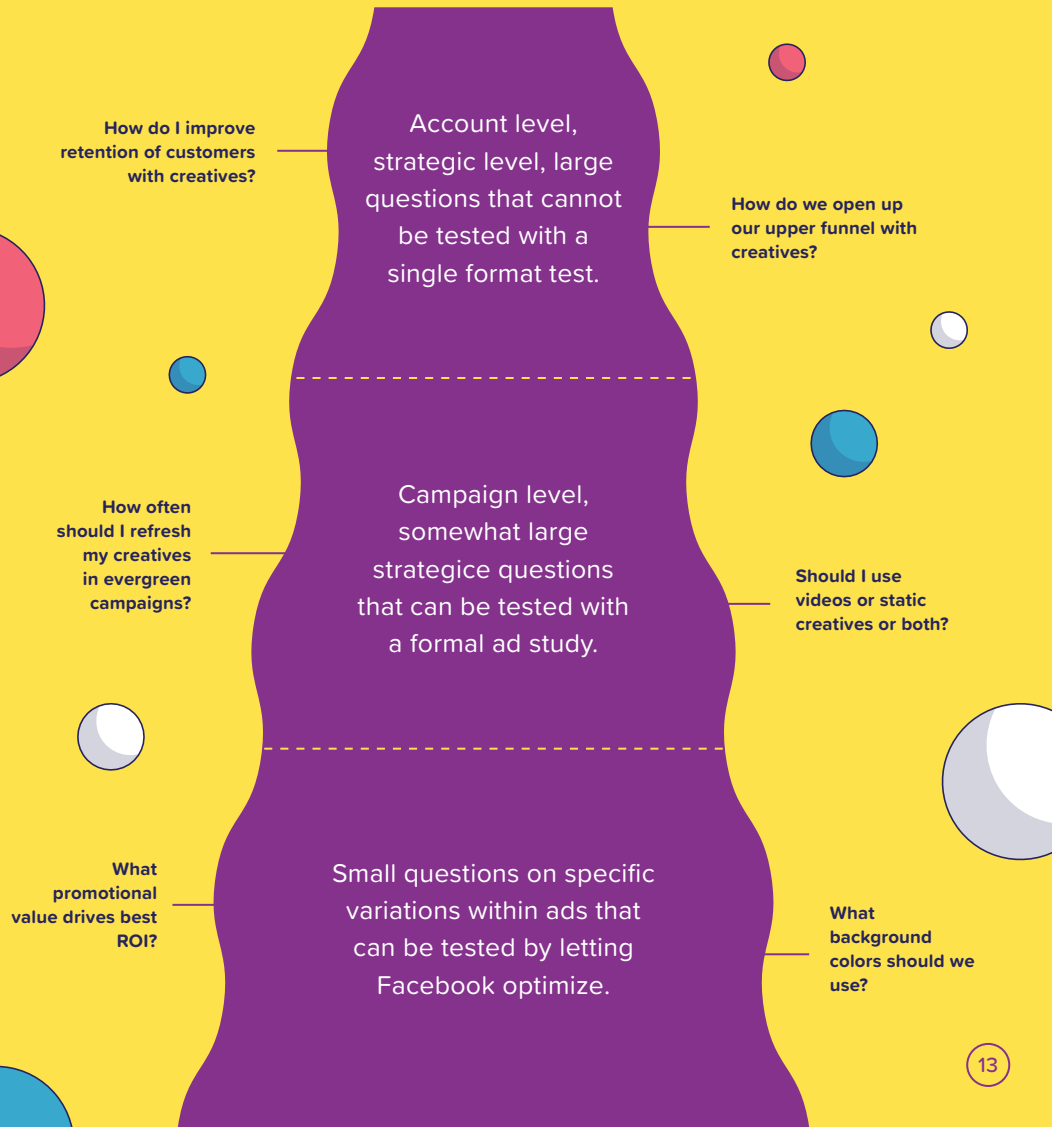 How do I improve
retention of customers
with creatives?
Account level,
strategic level, large
questions that cannot
be tested with a
single format test.
How do we open up
our upper funnel with
creatives?
How often
should I refresh
my creatives
in evergreen
campaigns?
Campaign level,
somewhat large
strategice questions
that can be tested with
a formal ad study.
Should I use
videos or static
creatives or both?
What
promotional
value drives best
ROI?
Small questions on specific
variations within ads that
can be tested by letting
Facebook optimize.
What
background
colors should we
use?
13